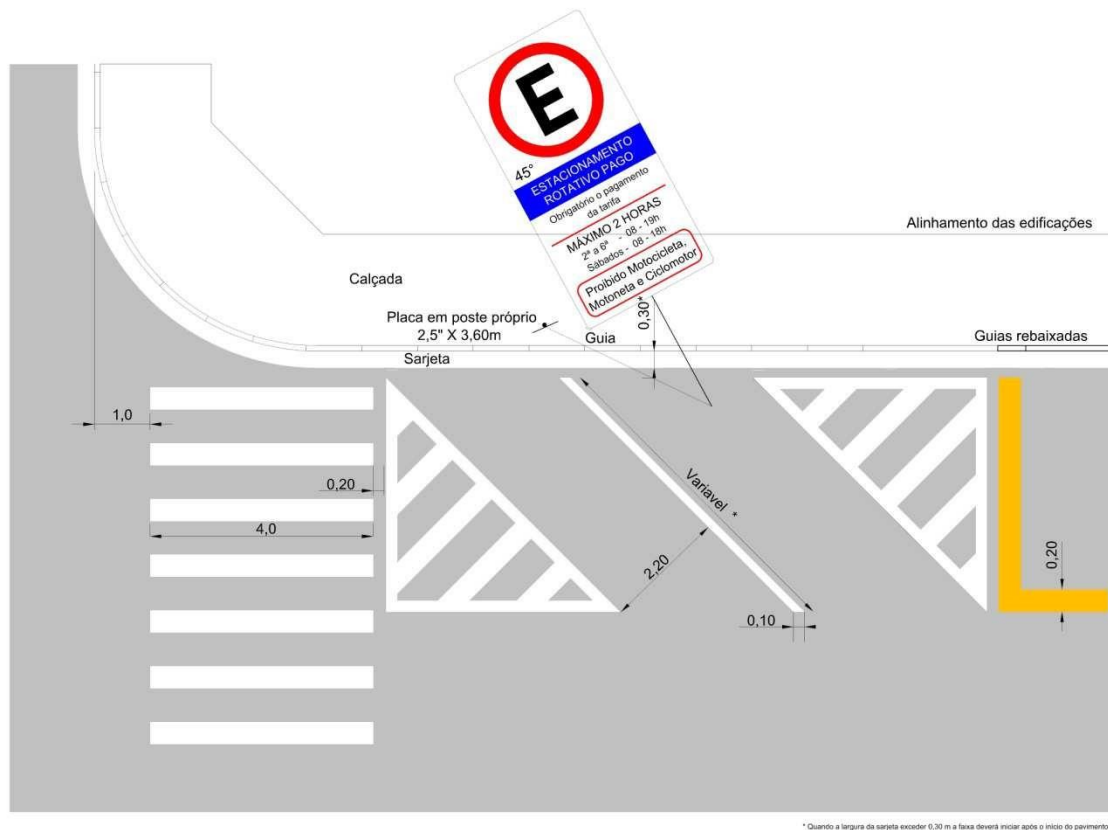 E
45°
ESTACIONAMENTO
ROTATIVO PAGO
Obrigatório o pagamento
da tarifa
MÁXIMO 2 HORAS
2ª a 6ª - 08 - 19h
Sábados - 08 - 18h
Proibido Motocicleta,
Motoneta e Ciclomotor
Alinhamento das edificações
Calçada
Placa em poste próprio
2,5" X 3,60m
0,30*
Guia
Guias rebaixadas
Sarjeta
1,0
0,20
4,0
Variavel *
2,20
0,10
0,20
* Quando a largura da sarjeta exceder 0,30 m a faixa deverá iniciar após o início do pavimento